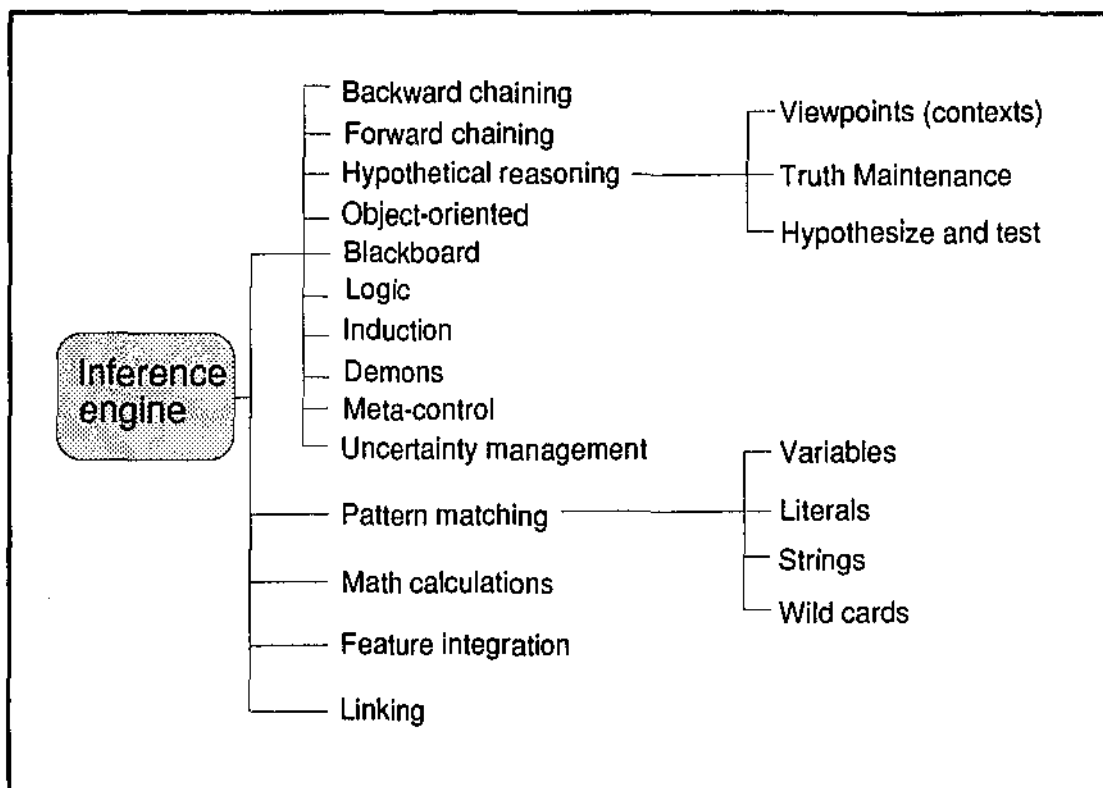 Inference
engine
Backward chaining
Forward chaining
Hypothetical reasoning
Object-oriented
Blackboard
Logic
Induction
Demons
Meta-control
Uncertainty management
Pattern matching
Math calculations
Feature integration
Linking
Viewpoints (contexts)
Truth Maintenance
Hypothesize and test
Variables
Literals
Strings
Wild cards